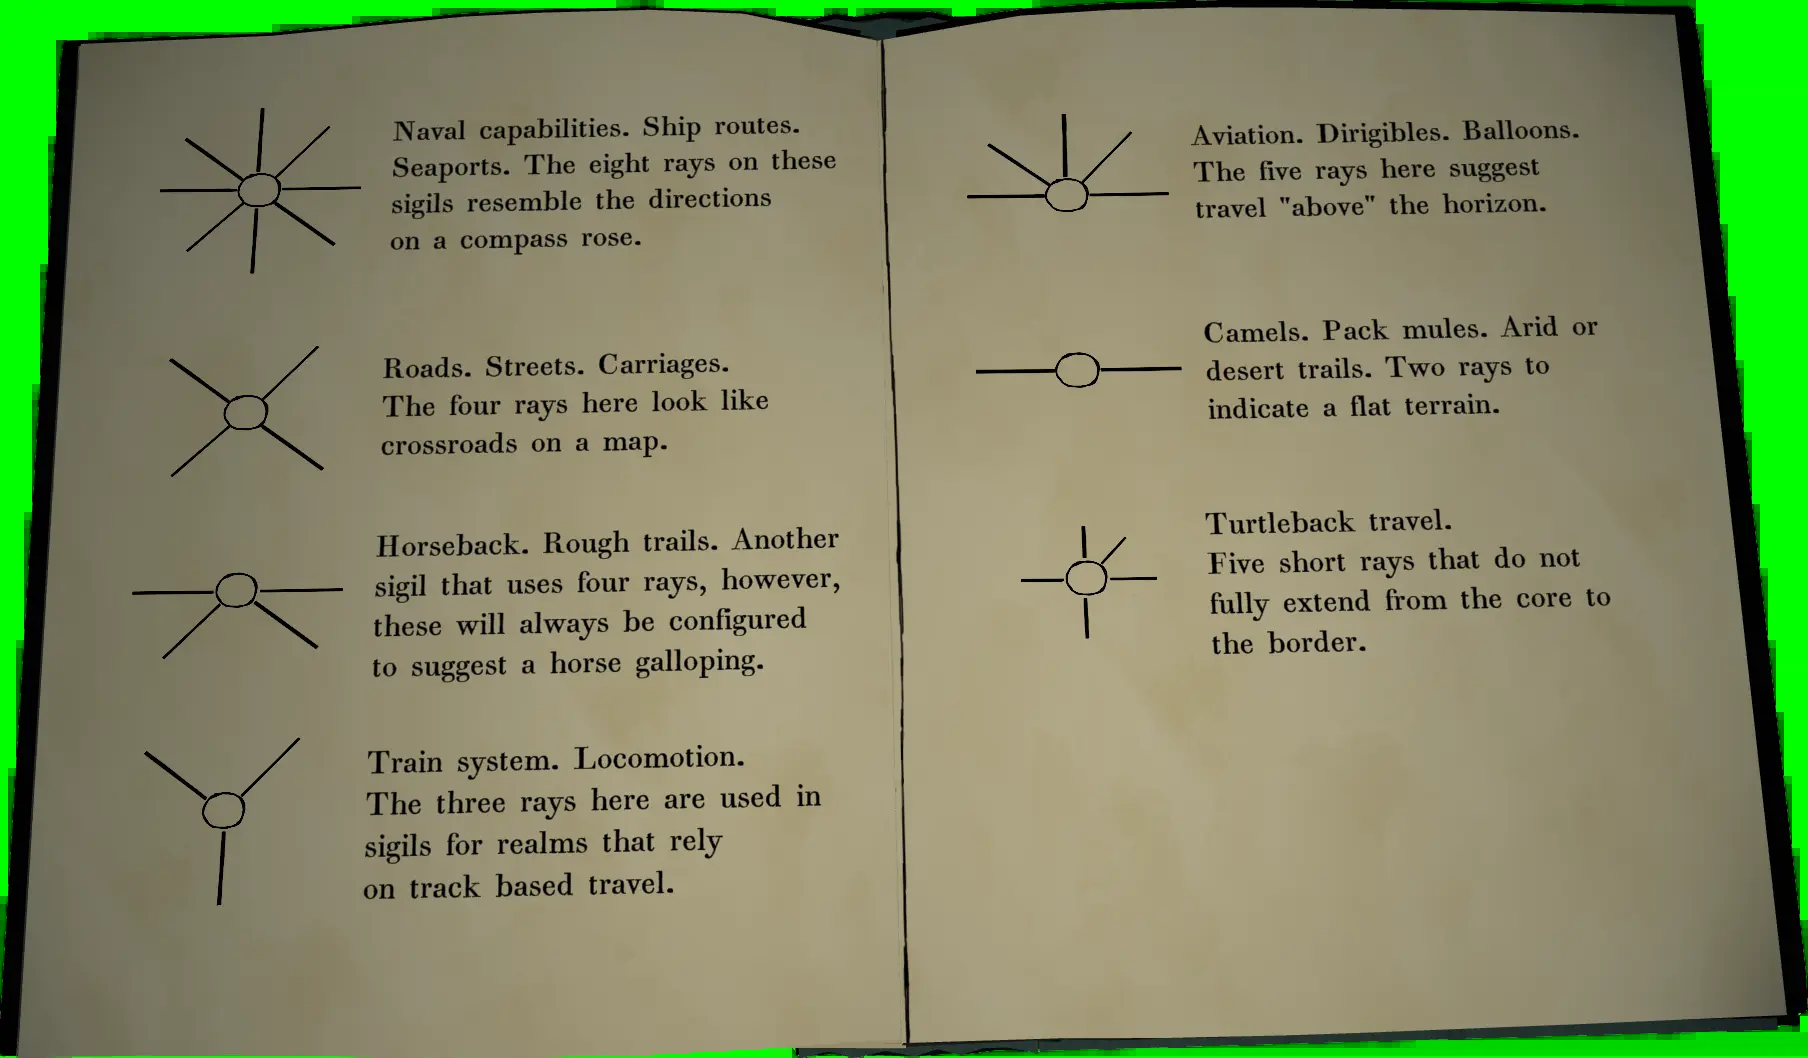 Naval capabilities. Ship routes.
Seaports. The eight rays on these
sigils resemble the directions
on a compass rose.
Roads. Streets. Carriages.
The four rays here look like
crossroads on a map.
Horseback. Rough trails. Another
sigil that uses four rays, however,
these will always be configured
to suggest a horse galloping.
Train system. Locomotion.
The three rays here are used in
sigils for realms that rely
on track based travel.
Aviation. Dirigibles. Balloons.
The five rays here suggest
travel "above" the horizon.
Camels. Pack mules. Arid or
desert trails. Two rays to
indicate a flat terrain.
Turtleback travel.
Five short rays that do not
fully extend from the core to
the border.